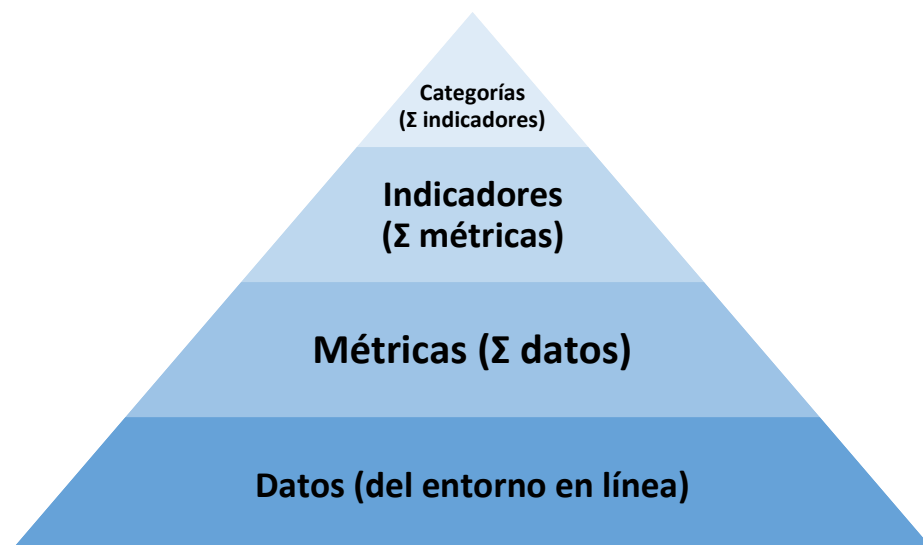 Categorías
(Σ indicadores)
Indicadores
(Σ métricas)
Métricas (Σ datos)
Datos (del entorno en línea)